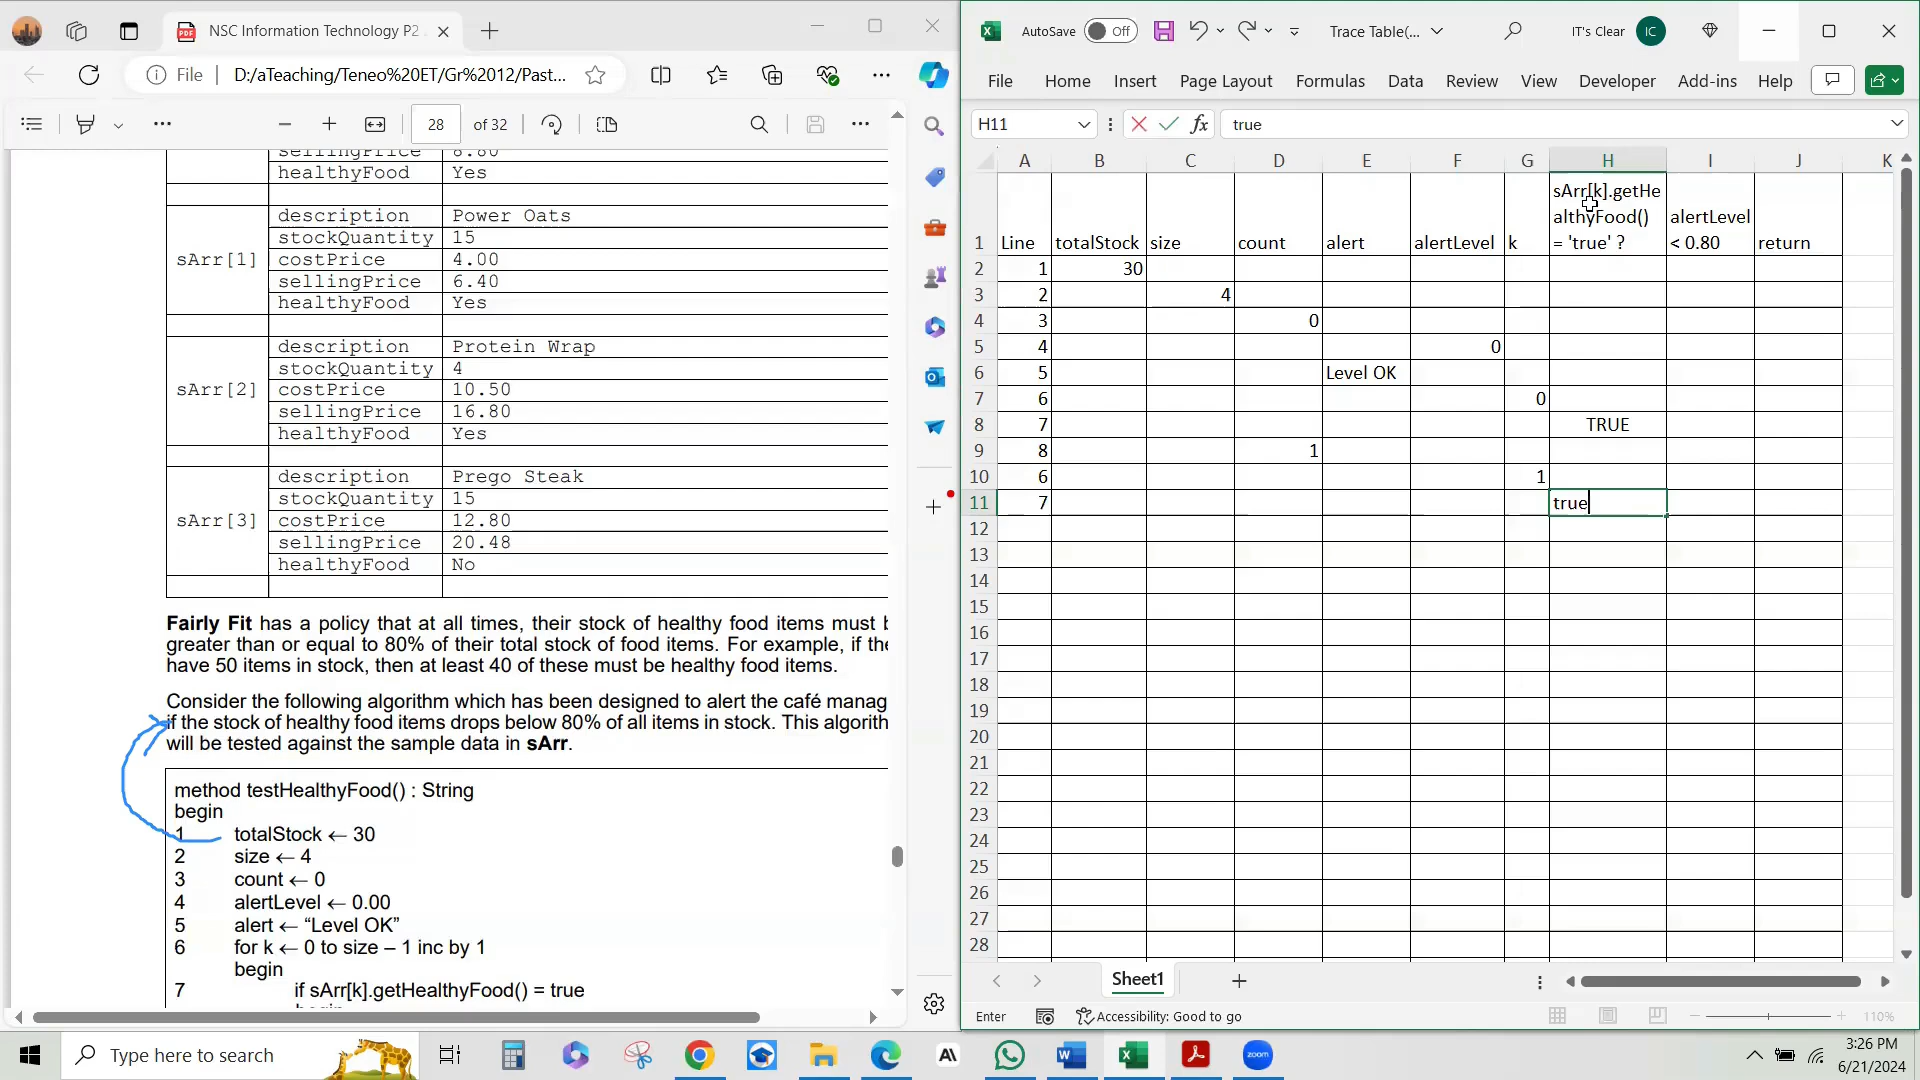 NSC Information Technology P2
File
D:/aTeaching/Teneo%20ET/Gr%2012/Past...
28 of 32
healthyFood Yes
sArr[1]
description Power Oats
stockQuantity 15
costPrice 4.00
sellingPrice 6.40
healthyFood Yes
sArr[2]
description Protein Wrap
stockQuantity 4
costPrice 10.50
sellingPrice 16.80
healthyFood Yes
sArr[3]
description Prego Steak
stockQuantity 15
costPrice 12.80
sellingPrice 20.48
healthyFood No
Fairly Fit has a policy that at all times, their stock of healthy food items must
greater than or equal to 80% of their total stock of food items. For example, if the
have 50 items in stock, then at least 40 of these must be healthy food items.
Consider the following algorithm which has been designed to alert the café manag
if the stock of healthy food items drops below 80% of all items in stock. This algorith
will be tested against the sample data in sArr.
method testHealthyFood() : String
begin
1 totalStock ← 30
2 size ← 4
3 count ← 0
4 alertLevel ← 0.00
5 alert ← “Level OK”
6 for k ← 0 to size – 1 inc by 1
begin
7 if sArr[k].getHealthyFood() = true
AutoSave Off
Trace Table(...
IT's Clear IC
File Home Insert Page Layout Formulas Data Review View Developer Add-ins Help
H11 fx true
A B C D E F G H I J K
1 Line totalStock size count alert alertLevel k sArr[k].getHe
althyFood()
= 'true' ? alertLevel
< 0.80 return
2 1 30
3 2 4
4 3 0
5 4 0
6 5 Level OK
7 6 0
8 7 TRUE
9 8 1
10 6 1
11 7 true
12
13
14
15
16
17
18
19
20
21
22
23
24
25
26
27
28
Sheet1
Enter Accessibility: Good to go 110%
Type here to search
zoom
3:26 PM
6/21/2024